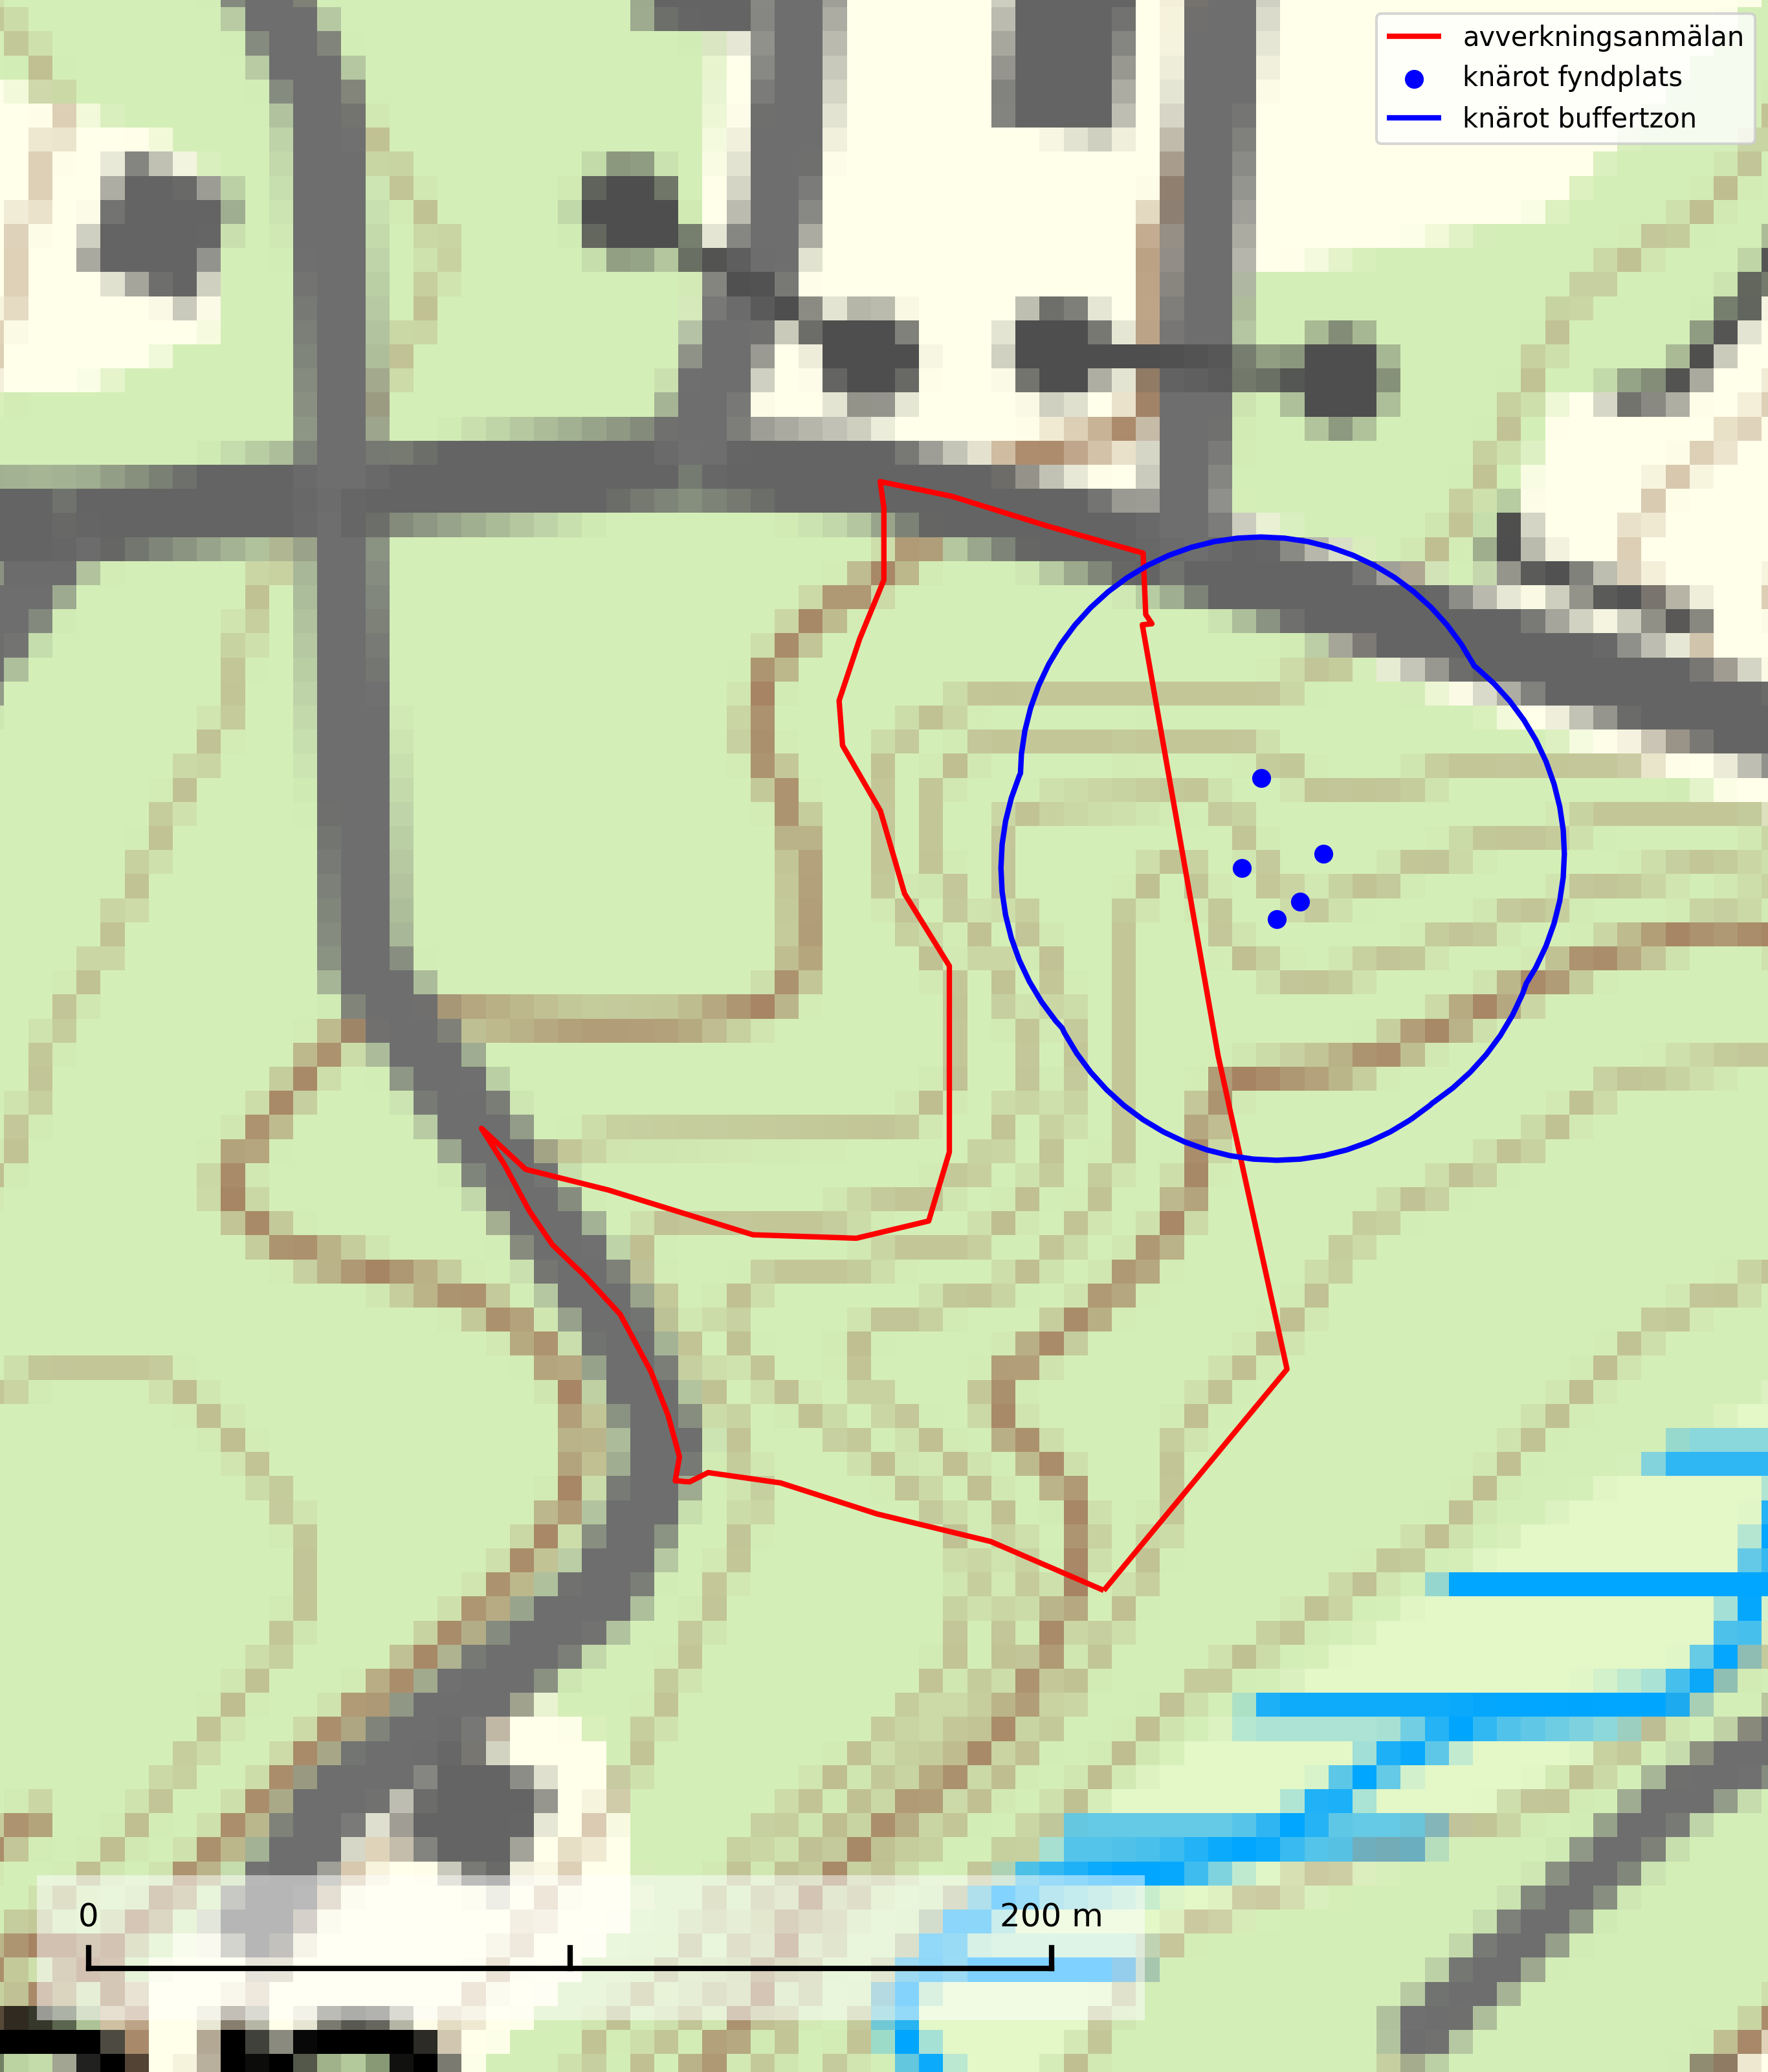 avverkningsanmälan
knärot fyndplats
knärot buffertzon
0 200 m